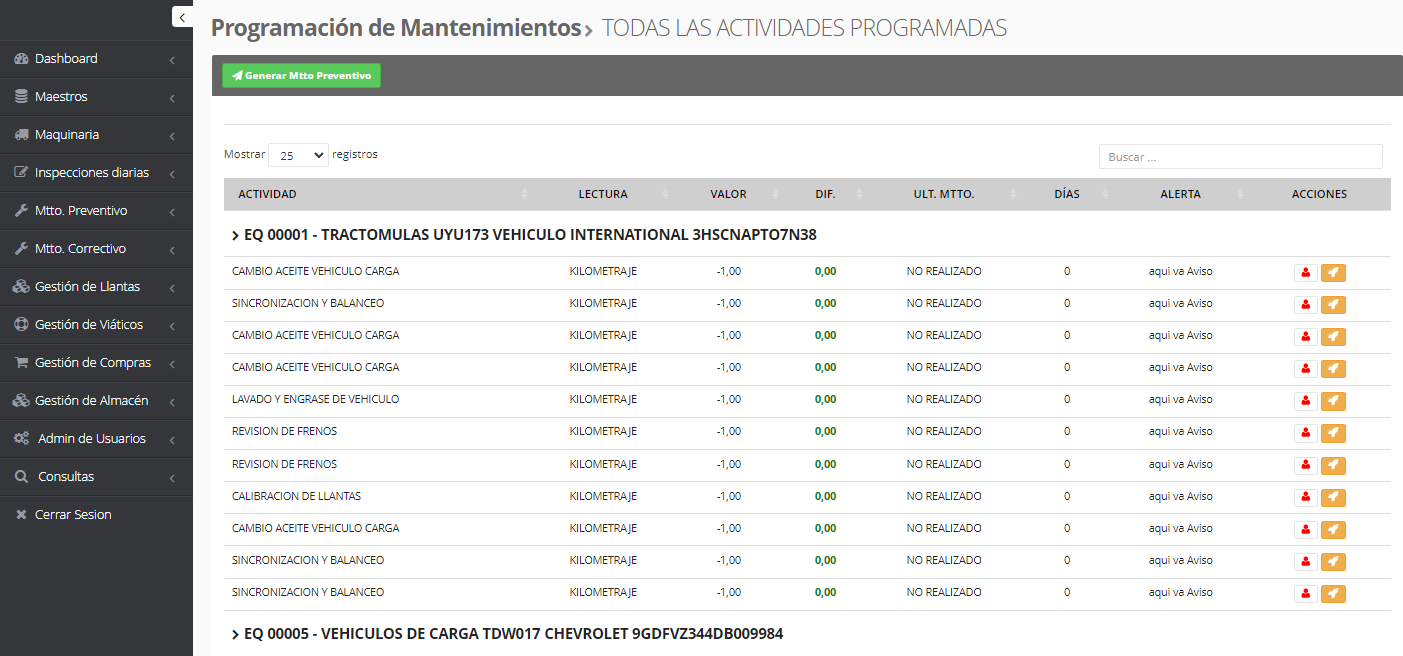 Programación de Mantenimientos > TODAS LAS ACTIVIDADES PROGRAMADAS
Generar Mtto Preventivo
Dashboard
Maestros
Maquinaria
Inspecciones diarias
Mtto. Preventivo
Mtto. Correctivo
Gestión de Llantas
Gestión de Viáticos
Gestión de Compras
Gestión de Almacén
Admin de Usuarios
Consultas
Cerrar Sesion
Mostrar 25 registros
Buscar ...
ACTIVIDAD LECTURA VALOR DIF. ULT. MTTO. DÍAS ALERTA ACCIONES
EQ 00001 - TRACTOMULAS UYU173 VEHICULO INTERNATIONAL 3HSCNAPTO7N38
CAMBIO ACEITE VEHICULO CARGA KILOMETRAJE -1,00 0,00 NO REALIZADO 0 aqui va Aviso
SINCRONIZACION Y BALANCEO KILOMETRAJE -1,00 0,00 NO REALIZADO 0 aqui va Aviso
CAMBIO ACEITE VEHICULO CARGA KILOMETRAJE -1,00 0,00 NO REALIZADO 0 aqui va Aviso
CAMBIO ACEITE VEHICULO CARGA KILOMETRAJE -1,00 0,00 NO REALIZADO 0 aqui va Aviso
LAVADO Y ENGRASE DE VEHICULO KILOMETRAJE -1,00 0,00 NO REALIZADO 0 aqui va Aviso
REVISION DE FRENOS KILOMETRAJE -1,00 0,00 NO REALIZADO 0 aqui va Aviso
REVISION DE FRENOS KILOMETRAJE -1,00 0,00 NO REALIZADO 0 aqui va Aviso
CALIBRACION DE LLANTAS KILOMETRAJE -1,00 0,00 NO REALIZADO 0 aqui va Aviso
CAMBIO ACEITE VEHICULO CARGA KILOMETRAJE -1,00 0,00 NO REALIZADO 0 aqui va Aviso
SINCRONIZACION Y BALANCEO KILOMETRAJE -1,00 0,00 NO REALIZADO 0 aqui va Aviso
SINCRONIZACION Y BALANCEO KILOMETRAJE -1,00 0,00 NO REALIZADO 0 aqui va Aviso
EQ 00005 - VEHICULOS DE CARGA TDW017 CHEVROLET 9GDFVZ344DB009984